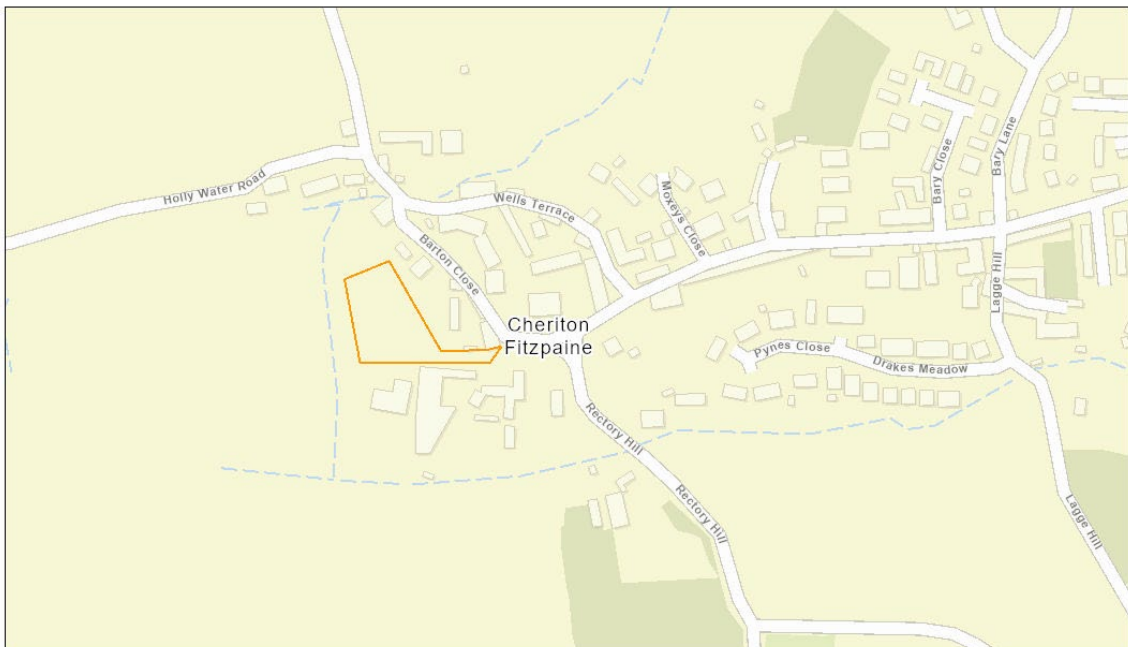 Holly Water Road
Barton Close
Wells Terrace
Moxeys Close
Bary Close
Bary Lane
Lagge Hill
Cheriton
Fitzpaine
Pynes Close
Drakes Meadow
Rectory Hill
Rectory Hill
Lagge Hill